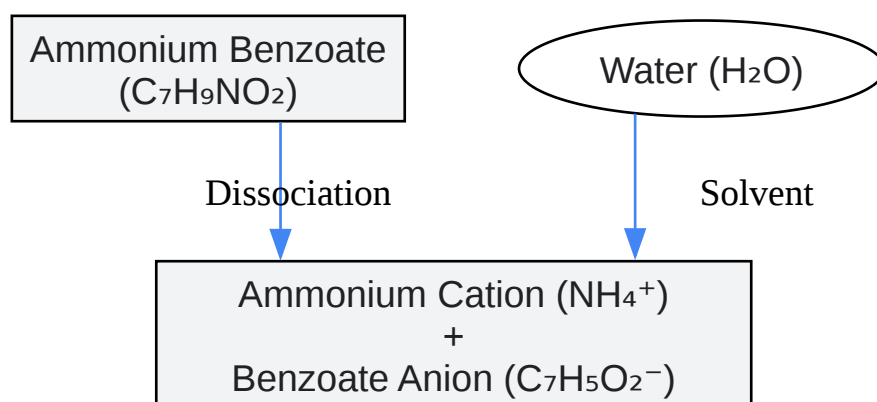 Ammonium Benzoate
(C₇H₉NO₂)
Water (H₂O)
Dissociation
Solvent
Ammonium Cation (NH₄⁺)
+
Benzoate Anion (C₇H₅O₂⁻)